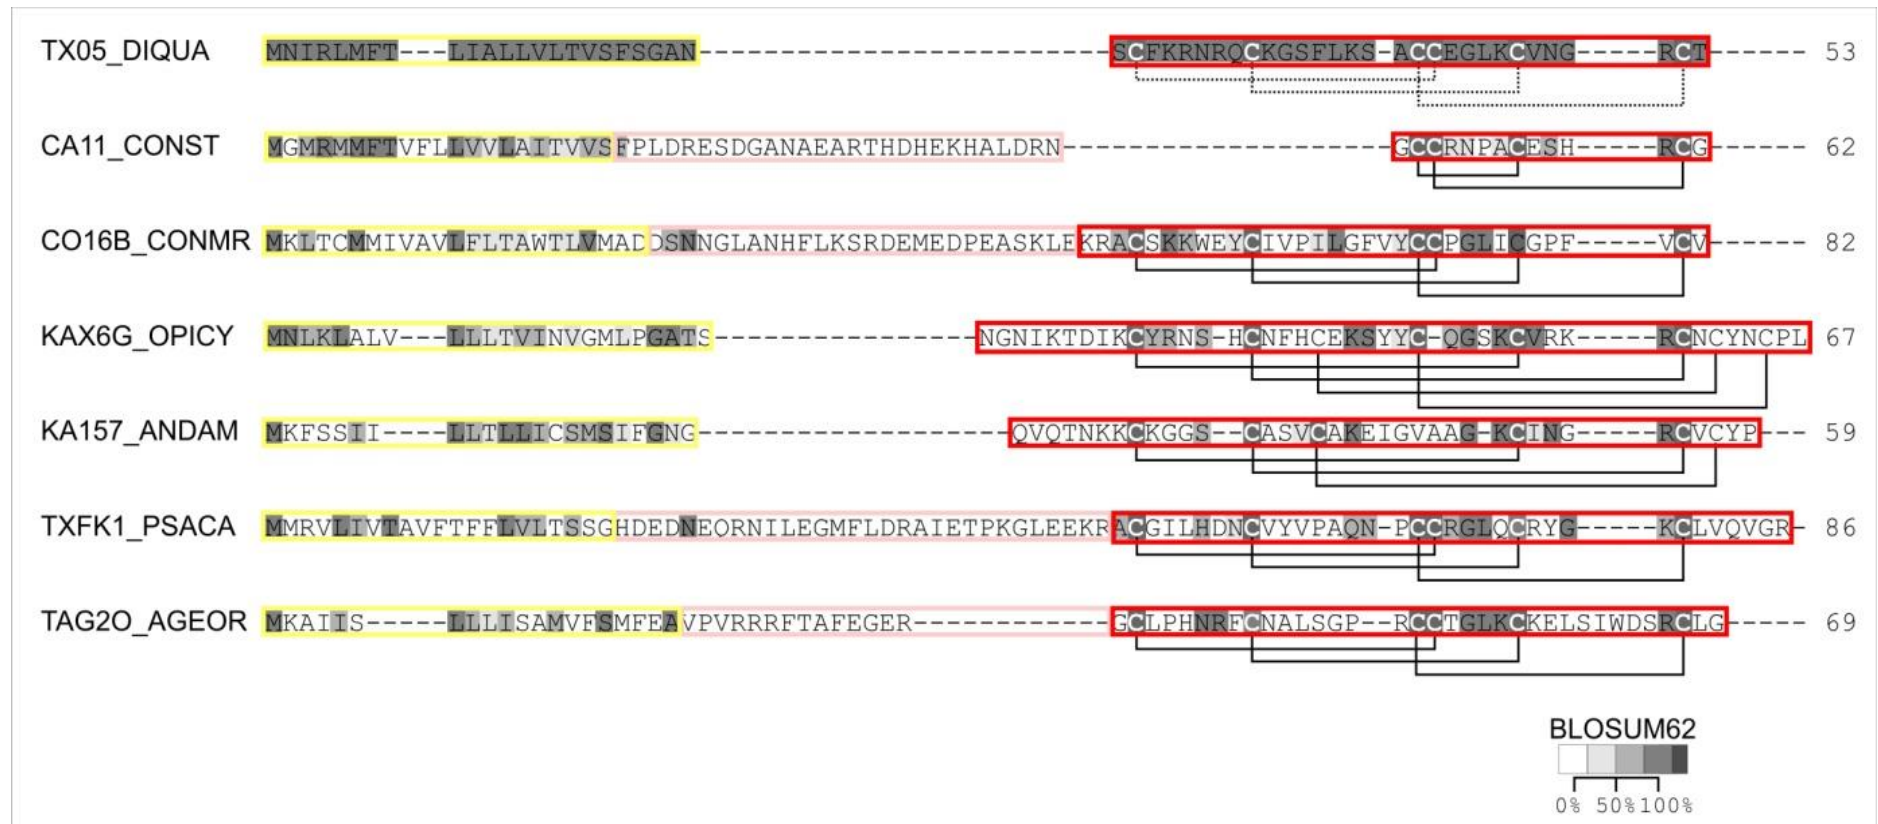 TX05_DIQUA MNIRLMFT---LIALLVLTVSFSGAN-------------------------SCFKRNRQCKGSFLKS-ACCEGLKCVNG-----RCT------ 53
CA11_CONST MGMRMMFTVFLLVVLAITVVSFPLDRESDGANAEARTHDHEKHALDRN--------------------GCCRNPACESH-----RCG------ 62
CO16B_CONMR MKLTCMMIVAVLFLTAWTLVMADDSNNGLANHFLKSRDEMEDPEASKLEKRACSKKWEYCIVPILGFVYCCPGLICGPF-----VCV------ 82
KAX6G_OPICY MNLKLALV---LLLTVINVGMLPGATS----------------NGNIKTDIKCYRNS-HCNFHCEKSYYC-QGSKCVRK-----RCNCYNCPL 67
KA157_ANDAM MKFSSII----LLTLLICSMSIFGNG-------------------QVQTNKKCKGGS--CASVCAKEIGVAAG-KCING-----RCVCYP--- 59
TXFK1_PSACA MMRVLIVTAVFTFFLVLTSSGHDEDNEQRNILEGMFLDRAIETPKGLEEKRACGILHDNCVYVPAQN-PCCRGLQCRYG-----KCLVQVGR- 86
TAG2O_AGEOR MKAIIS-----LLLISAMVFSMFEAVPVRRRFTAFEGER------------GCLPHNRFCNALSGP--RCCTGLKCKELSIWDSRCLG----- 69
BLOSUM62
0% 50% 100%